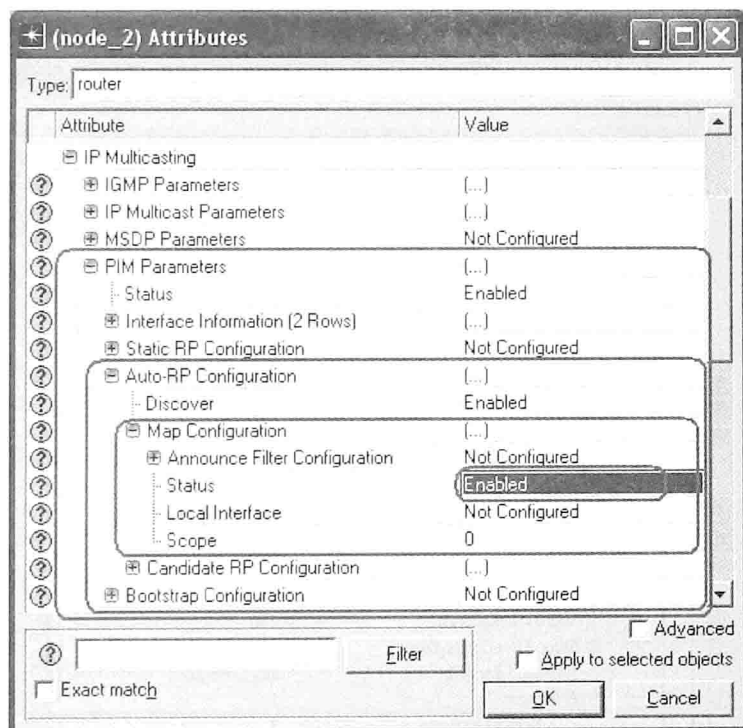 (node_2) Attributes
Type: router
Attribute Value
IP Multicasting
IGMP Parameters (...)
IP Multicast Parameters (...)
MSDP Parameters Not Configured
PIM Parameters (...)
Status Enabled
Interface Information (2 Rows) (...)
Static RP Configuration Not Configured
Auto-RP Configuration (...)
Discover Enabled
Map Configuration (...)
Announce Filter Configuration Not Configured
Status Enabled
Local Interface Not Configured
Scope 0
Candidate RP Configuration (...)
Bootstrap Configuration Not Configured
Advanced
Filter
Apply to selected objects
Exact match
OK Cancel